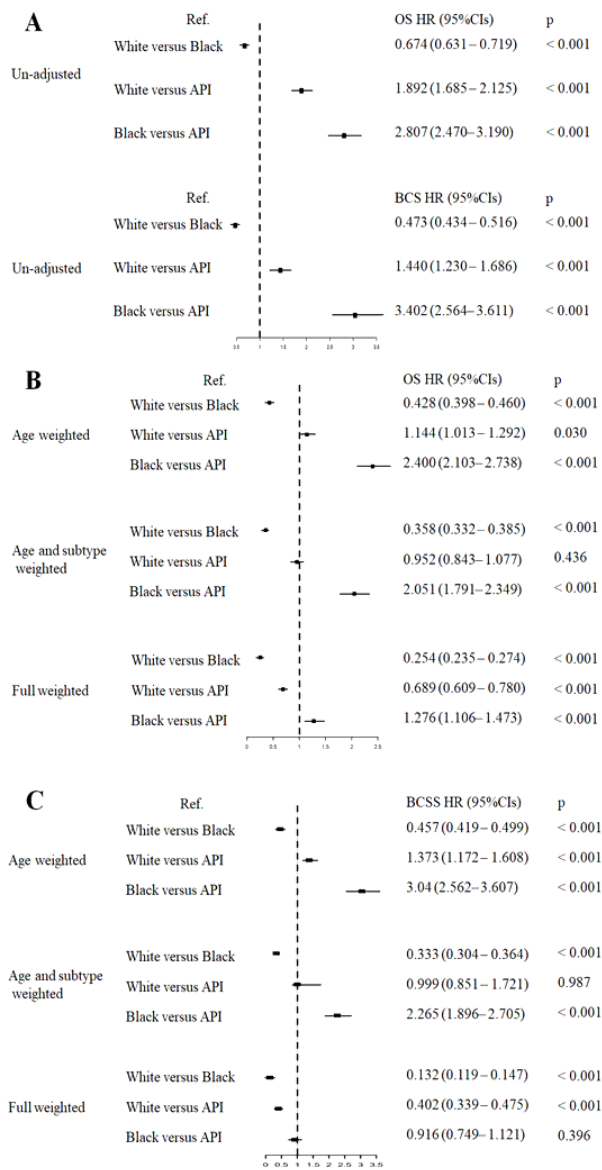 A
Ref. OS HR (95%CIs) p
White versus Black 0.674 (0.631–0.719) < 0.001
Un-adjusted
White versus API 1.892 (1.685–2.125) < 0.001
Black versus API 2.807 (2.470–3.190) < 0.001
Ref. BCS HR (95%CIs) p
White versus Black 0.473 (0.434–0.516) < 0.001
Un-adjusted White versus API 1.440 (1.230–1.686) < 0.001
Black versus API 3.402 (2.564–3.611) < 0.001
0.5 1 1.5 2 2.5 3 3.5
B
Ref. OS HR (95%CIs) p
White versus Black 0.428 (0.398–0.460) < 0.001
Age weighted White versus API 1.144 (1.013–1.292) 0.030
Black versus API 2.400 (2.103–2.738) < 0.001
White versus Black 0.358 (0.332–0.385) < 0.001
Age and subtype
weighted White versus API 0.952 (0.843–1.077) 0.436
Black versus API 2.051 (1.791–2.349) < 0.001
White versus Black 0.254 (0.235–0.274) < 0.001
Full weighted White versus API 0.689 (0.609–0.780) < 0.001
Black versus API 1.276 (1.106–1.473) < 0.001
0 0.5 1 1.5 2 2.5
C
Ref. BCSS HR (95%CIs) p
White versus Black 0.457 (0.419–0.499) < 0.001
Age weighted White versus API 1.373 (1.172–1.608) < 0.001
Black versus API 3.04 (2.562–3.607) < 0.001
White versus Black 0.333 (0.304–0.364) < 0.001
Age and subtype
weighted White versus API 0.999 (0.851–1.721) 0.987
Black versus API 2.265 (1.896–2.705) < 0.001
White versus Black 0.132 (0.119–0.147) < 0.001
Full weighted White versus API 0.402 (0.339–0.475) < 0.001
Black versus API 0.916 (0.749–1.121) 0.396
0 0.5 1 1.5 2 2.5 3 3.5